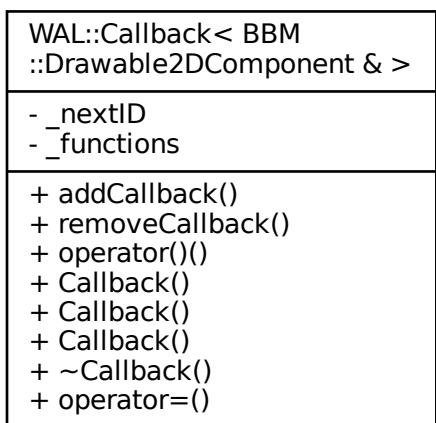 WAL::Callback< BBM
::Drawable2DComponent & >
- _nextID
- _functions
+ addCallback()
+ removeCallback()
+ operator()()
+ Callback()
+ Callback()
+ Callback()
+ ~Callback()
+ operator=()